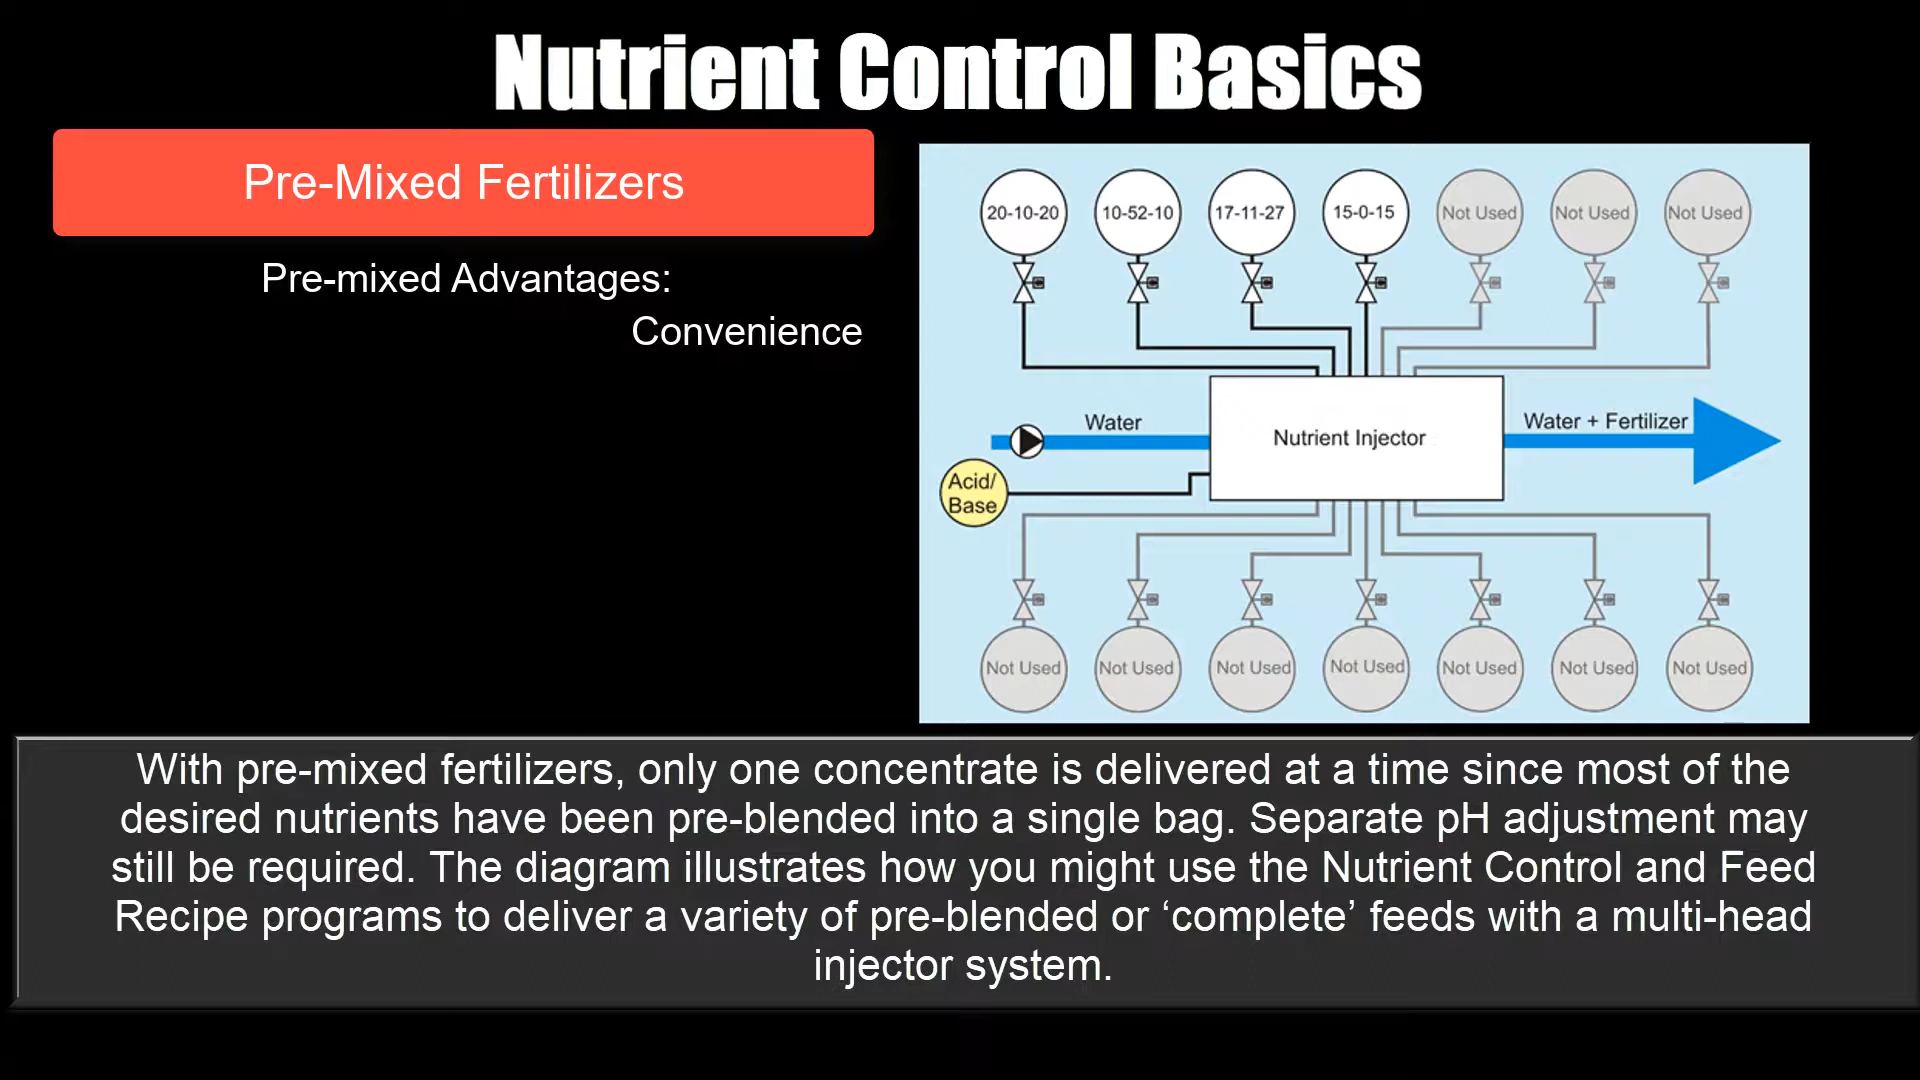 Nutrient Control Basics
Pre-Mixed Fertilizers
Pre-mixed Advantages:
Convenience
20-10-20
10-52-10
17-11-27
15-0-15
Not Used
Not Used
Not Used
Water
Nutrient Injector
Water + Fertilizer
Acid/
Base
Not Used
Not Used
Not Used
Not Used
Not Used
Not Used
Not Used
With pre-mixed fertilizers, only one concentrate is delivered at a time since most of the
desired nutrients have been pre-blended into a single bag. Separate pH adjustment may
still be required. The diagram illustrates how you might use the Nutrient Control and Feed
Recipe programs to deliver a variety of pre-blended or ‘complete’ feeds with a multi-head
injector system.